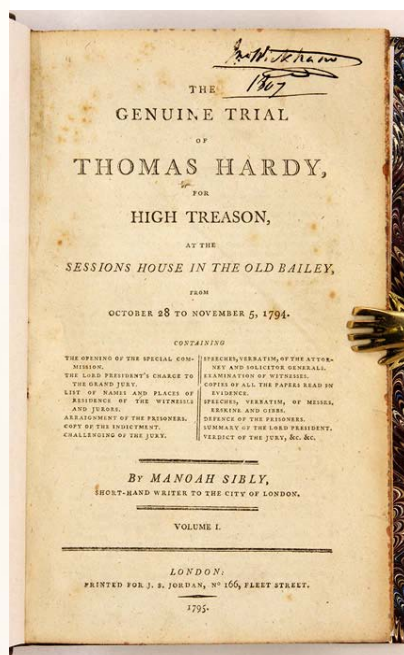 1807
THE
GENUINE TRIAL
OF
THOMAS HARDY,
FOR
HIGH TREASON,
AT THE
SESSIONS HOUSE IN THE OLD BAILEY,
FROM
OCTOBER 28 TO NOVEMBER 5, 1794.
CONTAINING
THE OPENING OF THE SPECIAL COM-
MISSION.
THE LORD PRESIDENT'S CHARGE TO
THE GRAND JURY.
LIST OF NAMES AND PLACES OF
RESIDENCE OF THE WITNESSES
AND JURORS.
ARRAIGNMENT OF THE PRISONERS.
COPY OF THE INDICTMENT.
CHALLENGING OF THE JURY.
SPEECHES, VERBATIM, OF THE ATTOR-
NEY AND SOLICITOR GENERALS.
EXAMINATION OF WITNESSES.
COPIES OF ALL THE PAPERS READ IN
EVIDENCE.
SPEECHES, VERBATIM, OF MESSRS.
ERSKINE AND GIBBS.
DEFENCE OF THE PRISONERS.
SUMMARY OF THE LORD PRESIDENT.
VERDICT OF THE JURY, &c. &c.
BY MANOAH SIBLY,
SHORT-HAND WRITER TO THE CITY OF LONDON.
VOLUME I.
LONDON:
PRINTED FOR J. S. JORDAN, Nº 166, FLEET STREET.
1795.